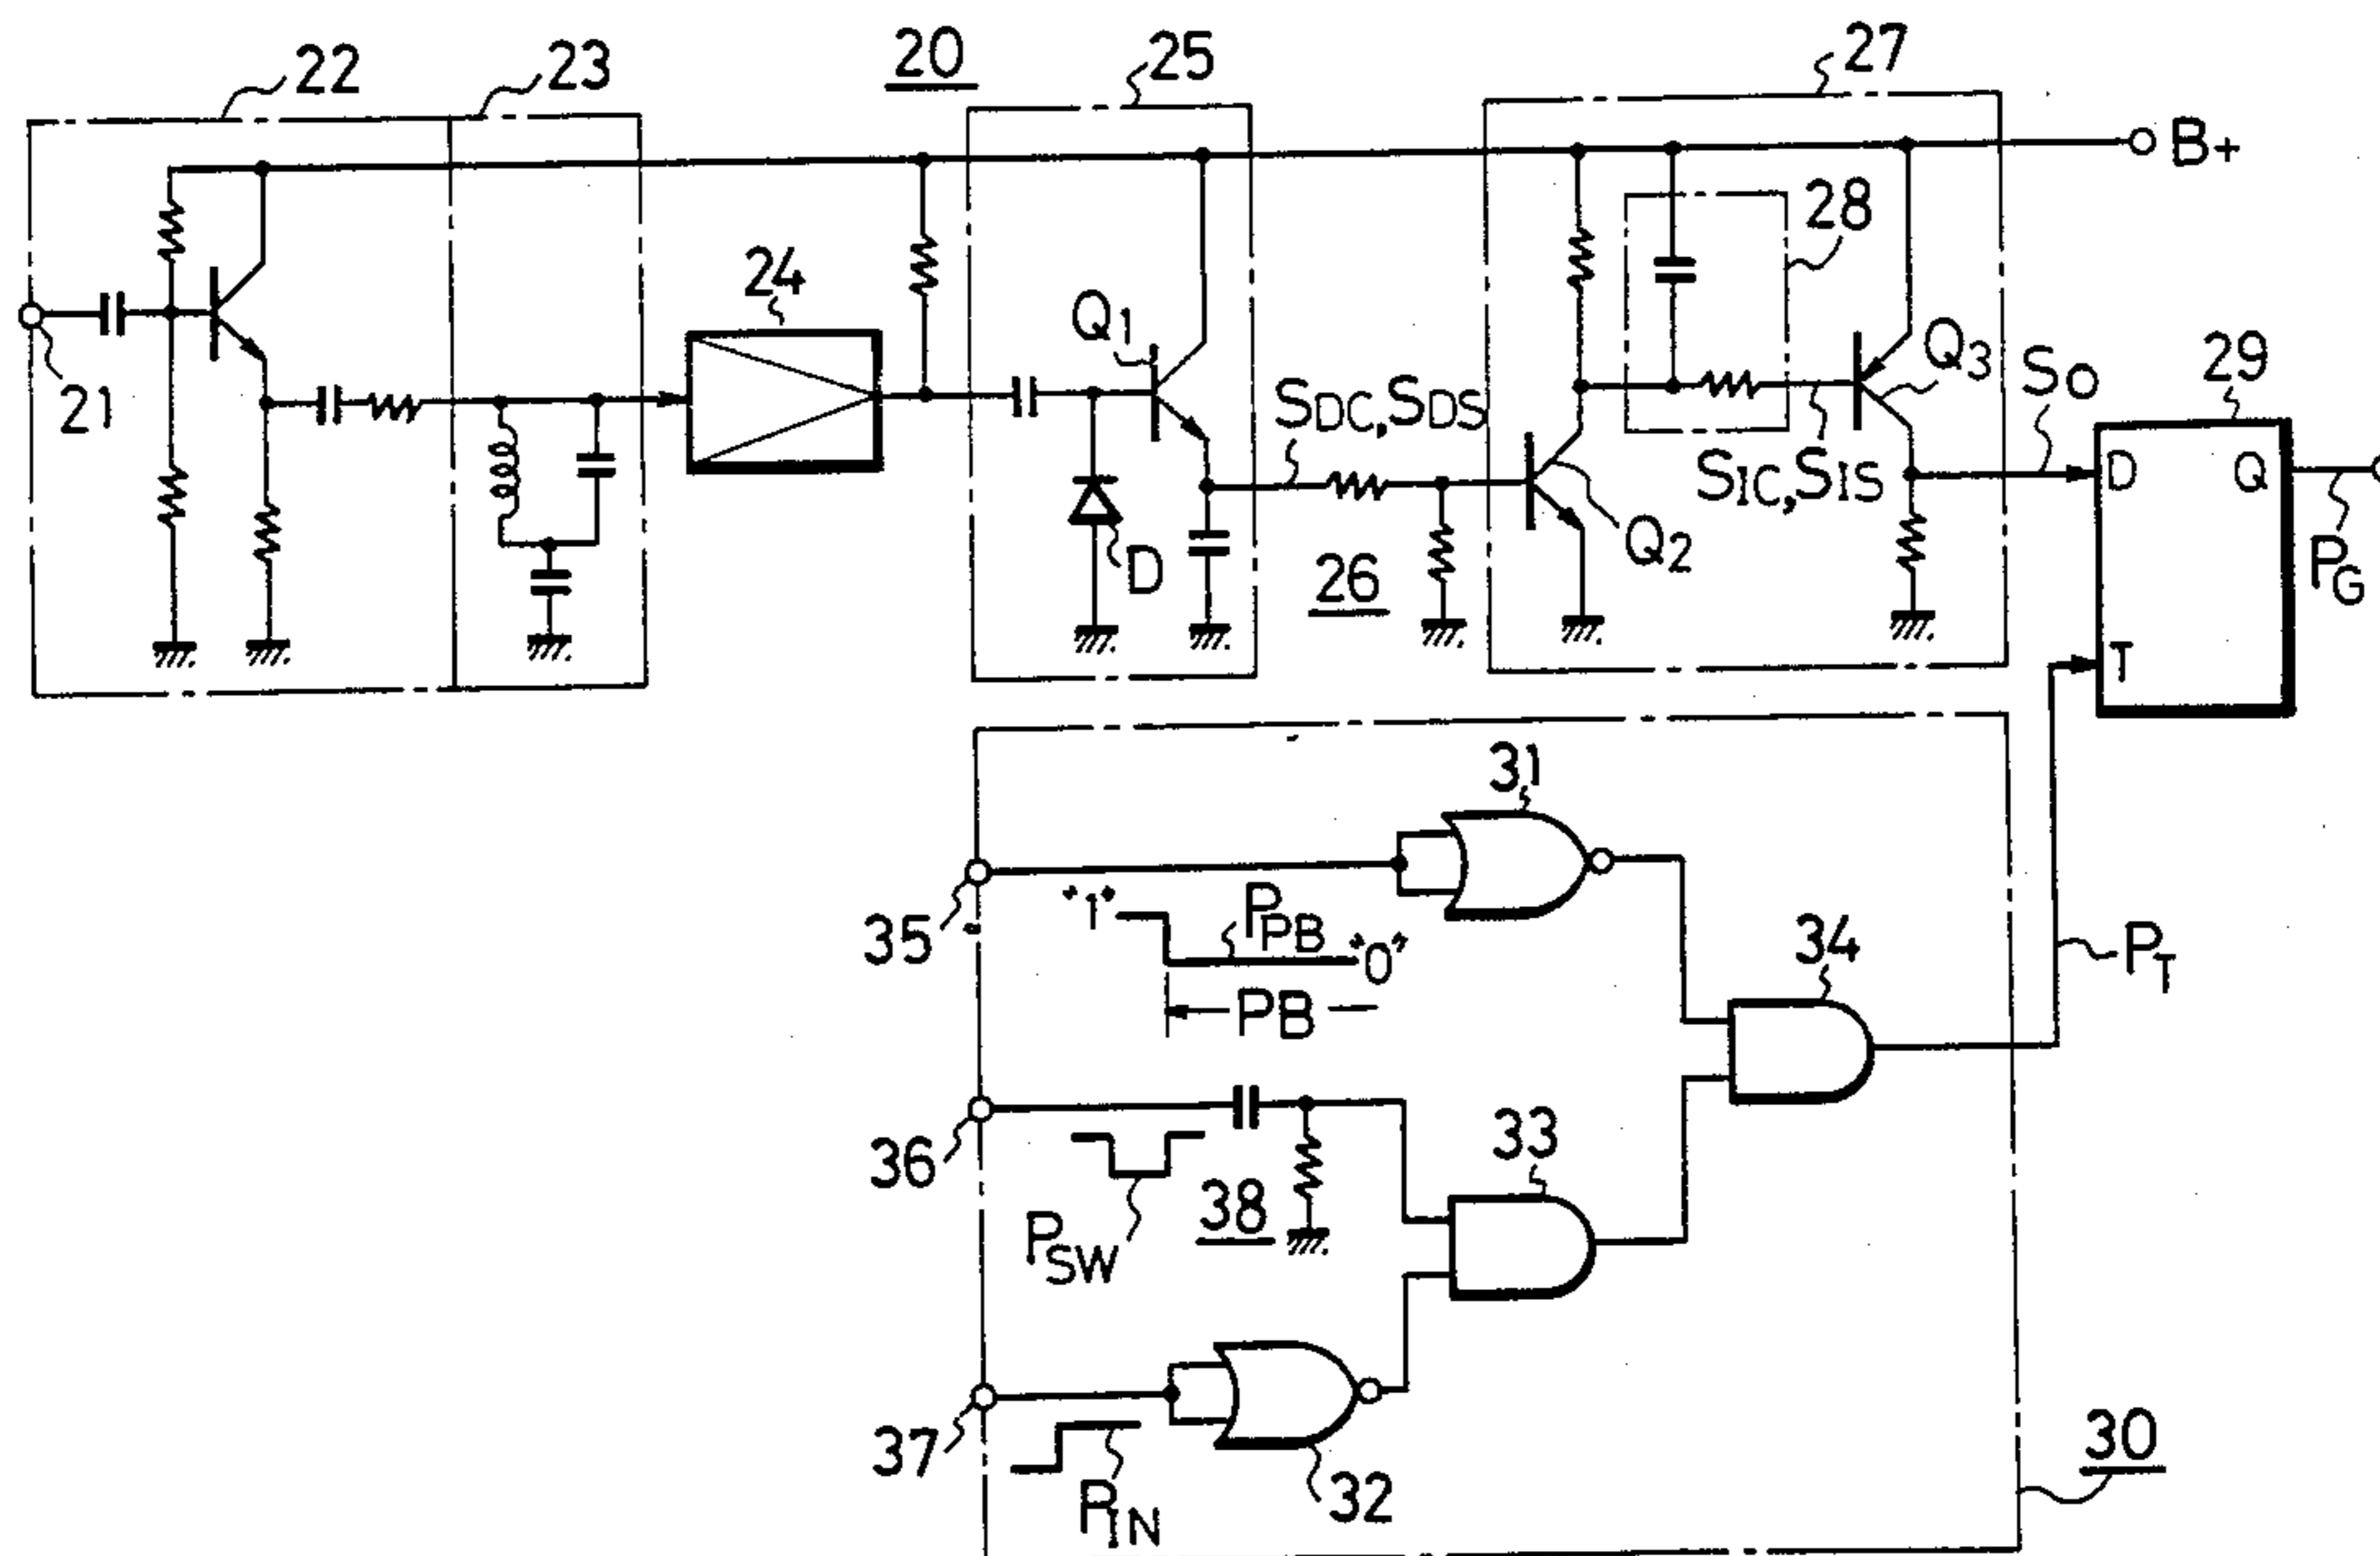 20
22
23
25
27
B+
28
24
Q1
Q3
SO
29
21
SDC,SDS
SIC,SIS
D
Q
D
26
Q2
PG
T
31
35
"1"
PPB
"0"
PB
34
PT
36
PSW
38
33
37
PIN
32
30